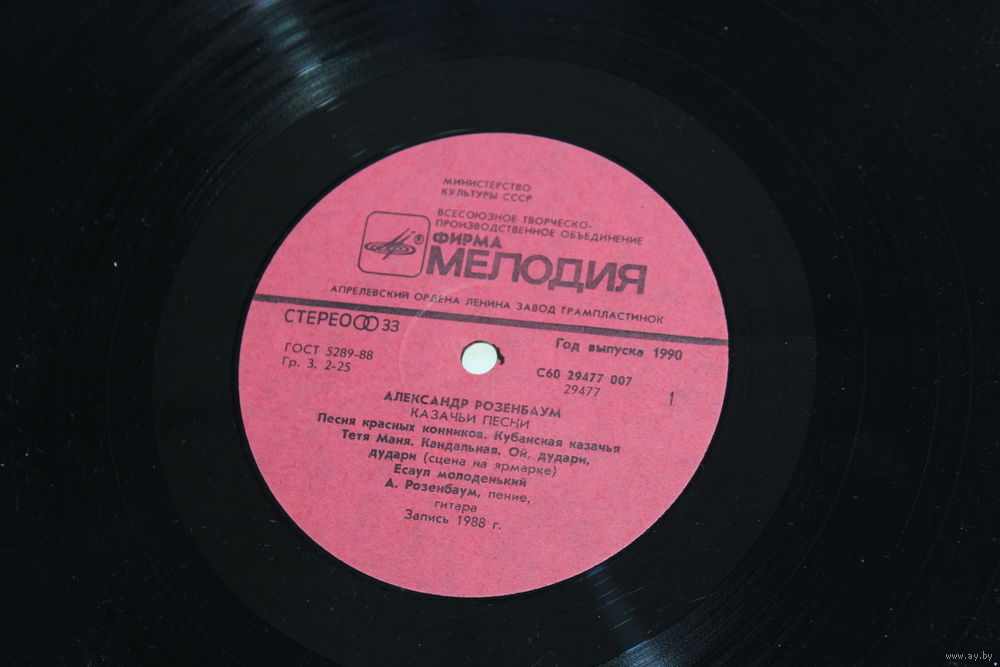 МИНИСТЕРСТВО
КУЛЬТУРЫ СССР
ВСЕСОЮЗНОЕ ТВОРЧЕСКО-
ПРОИЗВОДСТВЕННОЕ ОБЪЕДИНЕНИЕ
®
ФИРМА
МЕЛОДИЯ
АПРЕЛЕВСКИЙ ОРДЕНА ЛЕНИНА ЗАВОД ГРАМПЛАСТИНОК
СТЕРЕО 33
Год выпуска 1990
ГОСТ 5289-88
Гр. 3. 2-25
С60 29477 007
29477
1
АЛЕКСАНДР РОЗЕНБАУМ
КАЗАЧЬИ ПЕСНИ
Песня красных конников. Кубанская казачья
Тетя Маня. Кандальная. Ой, дудари,
дудари (сцена на ярмарке)
Есаул молоденький
А. Розенбаум, пение,
гитара
Запись 1988 г.
www.ay.by